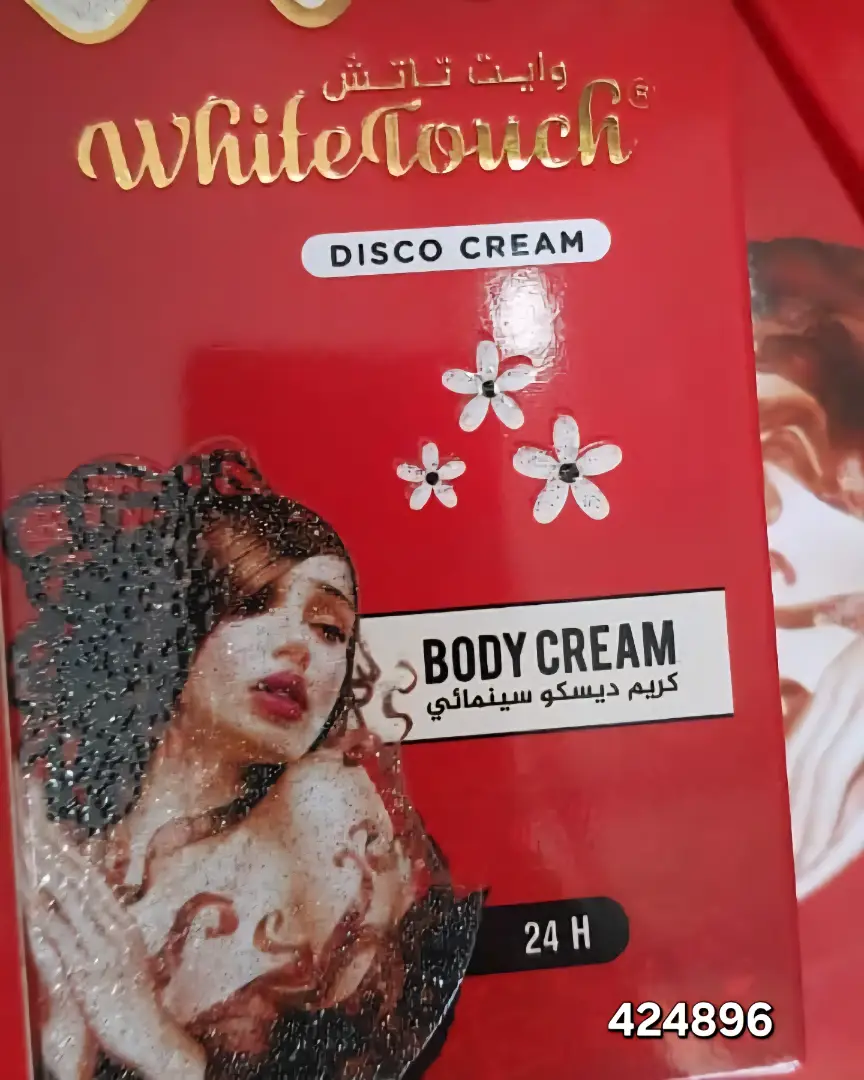 وايت تاتش
WhiteTouch®
DISCO CREAM
BODY CREAM
كريم ديسكو سينمائي
24 H
424896